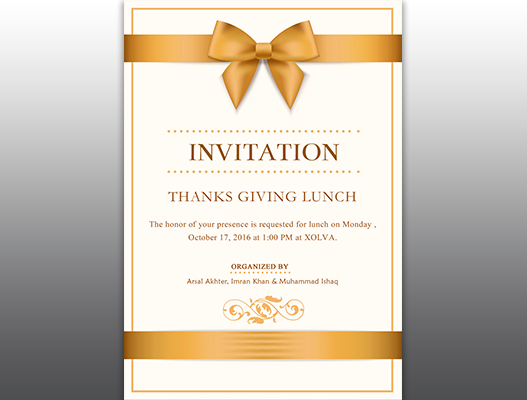 INVITATION
THANKS GIVING LUNCH
The honor of your presence is requested for lunch on Monday ,
October 17, 2016 at 1:00 PM at XOLVA.
ORGANIZED BY
Arsal Akhter, Imran Khan & Muhammad Ishaq